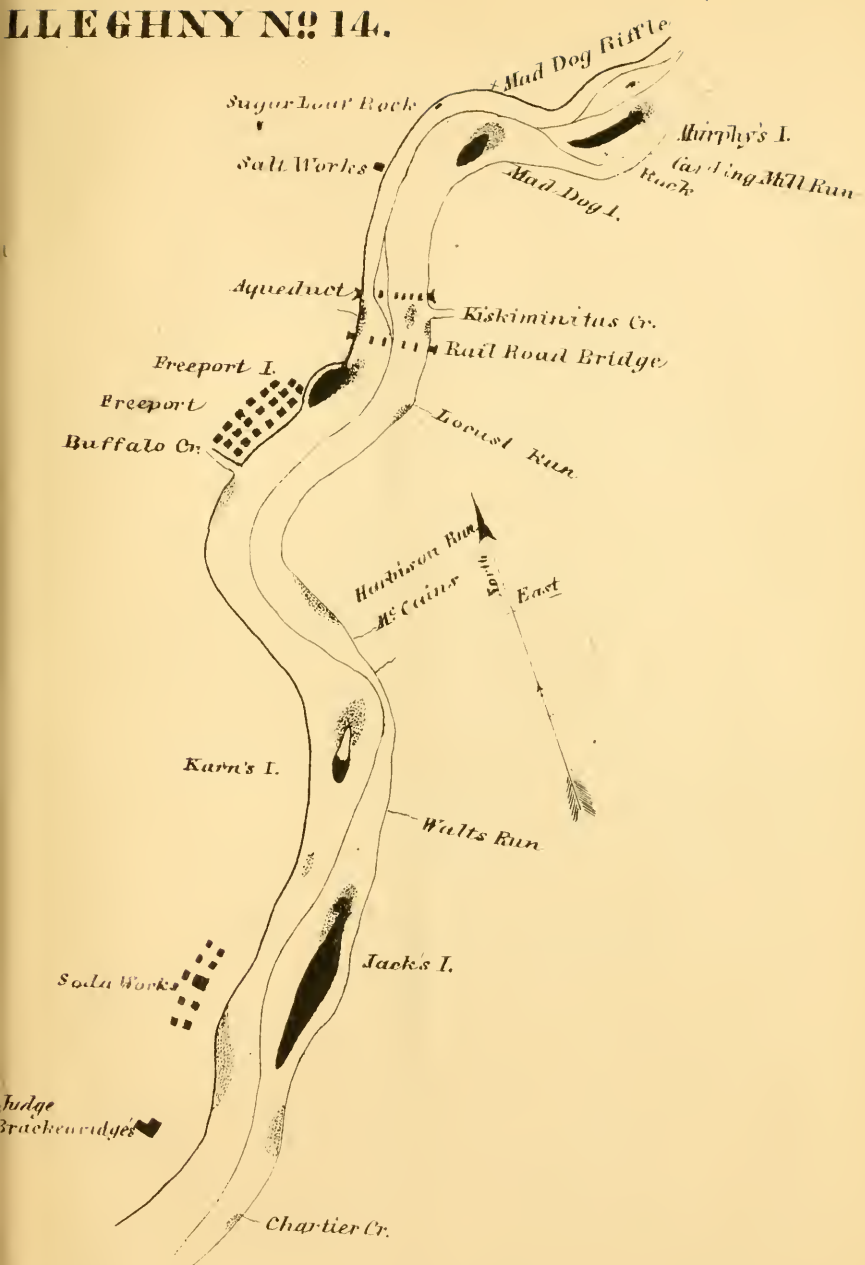 LLEGHNY No. 14.
Mad Dog Riffle
Sugar Loaf Rock
Murphy's I.
Salt Works
Carding Mill Run
Rock
Mad Dog I.
Aqueduct
Kiskiminitas Cr.
Rail Road Bridge
Freeport I.
Freeport
Buffalo Cr.
Locust Run
Harbison Run
McCains
North
East
Karn's I.
Walts Run
Jack's I.
Soda Works
Judge
Brackenridge's
Chartier Cr.